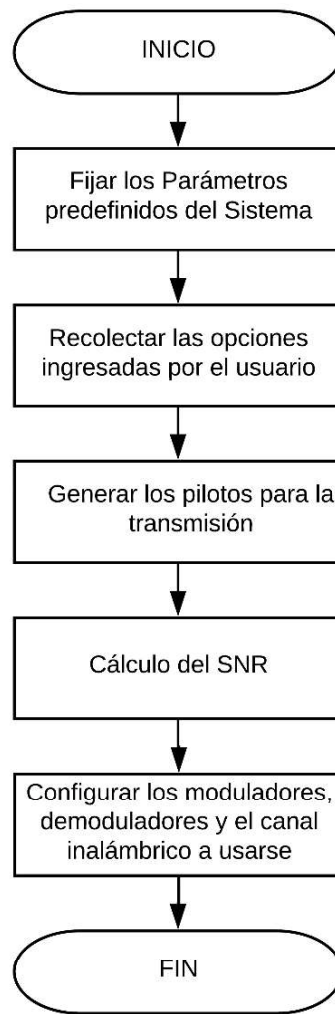 INICIO
Fijar los Parámetros
predefinidos del Sistema
Recolectar las opciones
ingresadas por el usuario
Generar los pilotos para la
transmisión
Cálculo del SNR
Configurar los moduladores,
demoduladores y el canal
inalámbrico a usarse
FIN